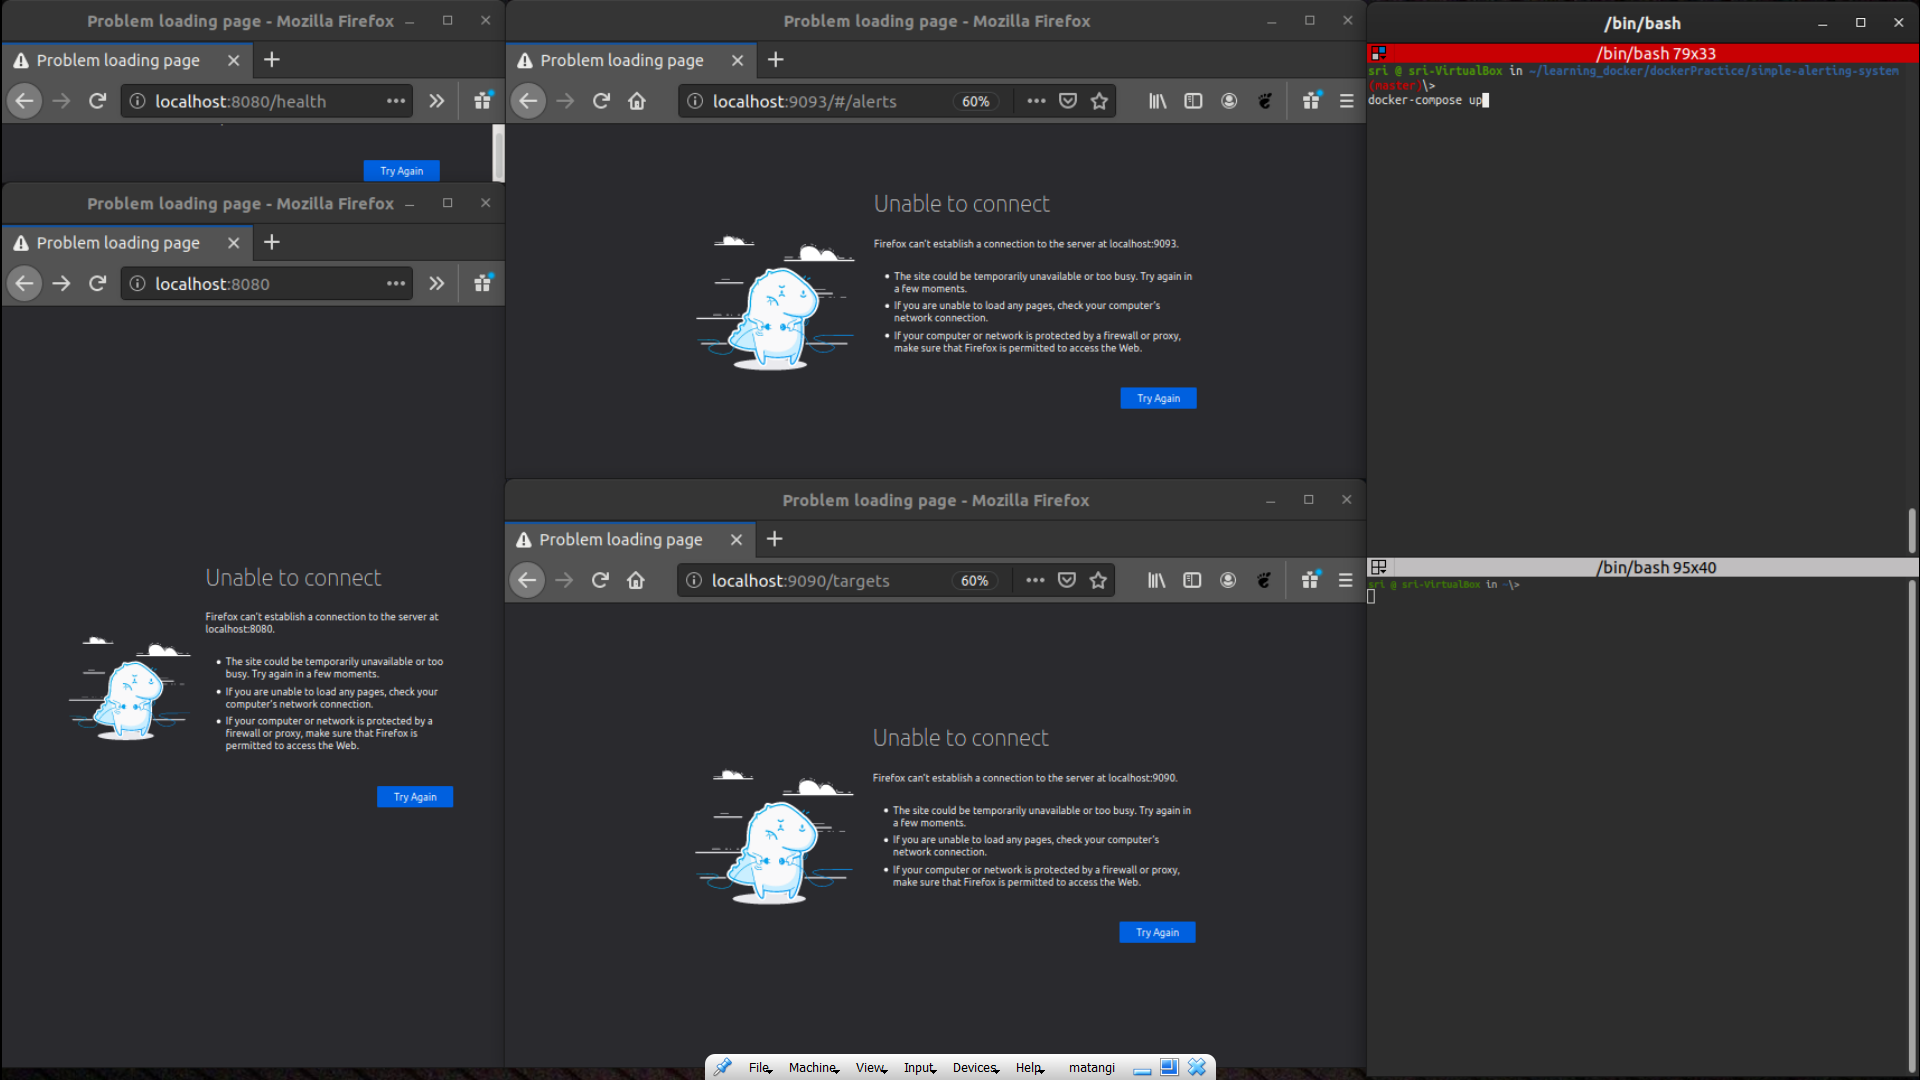 Problem loading page - Mozilla Firefox
Problem loading page
localhost:8080/health
Try Again
Problem loading page - Mozilla Firefox
Problem loading page
localhost:8080
Unable to connect
Firefox can't establish a connection to the server at
localhost:8080.
The site could be temporarily unavailable or too
busy. Try again in a few moments.
If you are unable to load any pages, check your
computer's network connection.
If your computer or network is protected by a
firewall or proxy, make sure that Firefox is
permitted to access the Web.
Try Again
Problem loading page - Mozilla Firefox
Problem loading page
localhost:9093/#/alerts 60%
Unable to connect
Firefox can't establish a connection to the server at localhost:9093.
The site could be temporarily unavailable or too busy. Try again in
a few moments.
If you are unable to load any pages, check your computer's
network connection.
If your computer or network is protected by a firewall or proxy,
make sure that Firefox is permitted to access the Web.
Try Again
Problem loading page - Mozilla Firefox
Problem loading page
localhost:9090/targets 60%
Unable to connect
Firefox can't establish a connection to the server at localhost:9090.
The site could be temporarily unavailable or too busy. Try again in
a few moments.
If you are unable to load any pages, check your computer's
network connection.
If your computer or network is protected by a firewall or proxy,
make sure that Firefox is permitted to access the Web.
Try Again
/bin/bash
/bin/bash 79x33
sri @ sri-VirtualBox in ~/learning_docker/dockerPractice/simple-alerting-system
(master)\>
docker-compose up
/bin/bash 95x40
sri @ sri-VirtualBox in ~\>
File Machine View Input Devices Help matangi